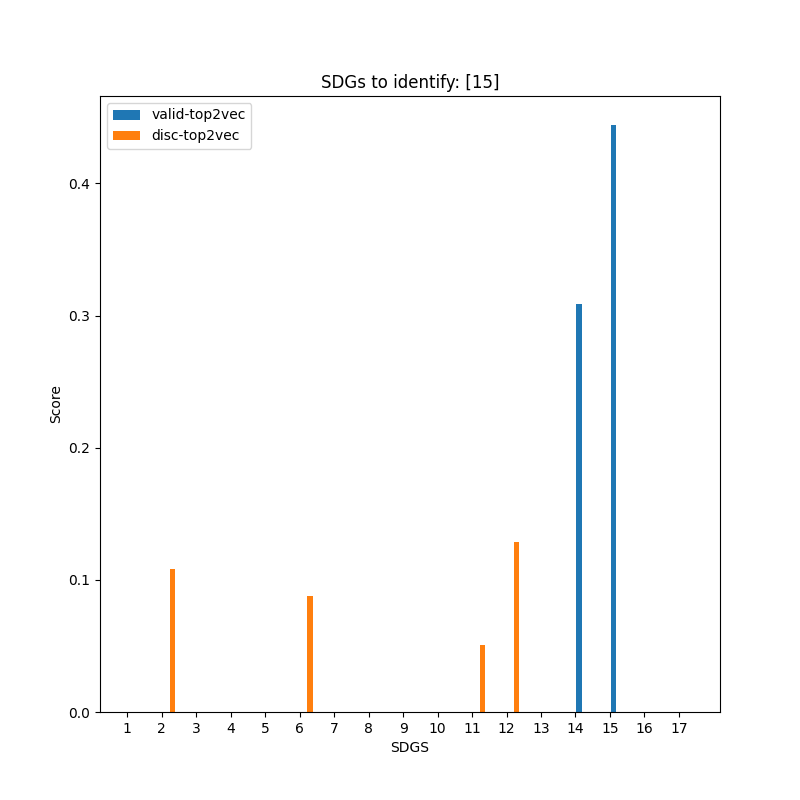 SDGs to identify: [15]
valid-top2vec
disc-top2vec
0.4
0.3
0.2
0.1
0.0
Score
1 2 3 4 5 6 7 8 9 10 11 12 13 14 15 16 17
SDGS